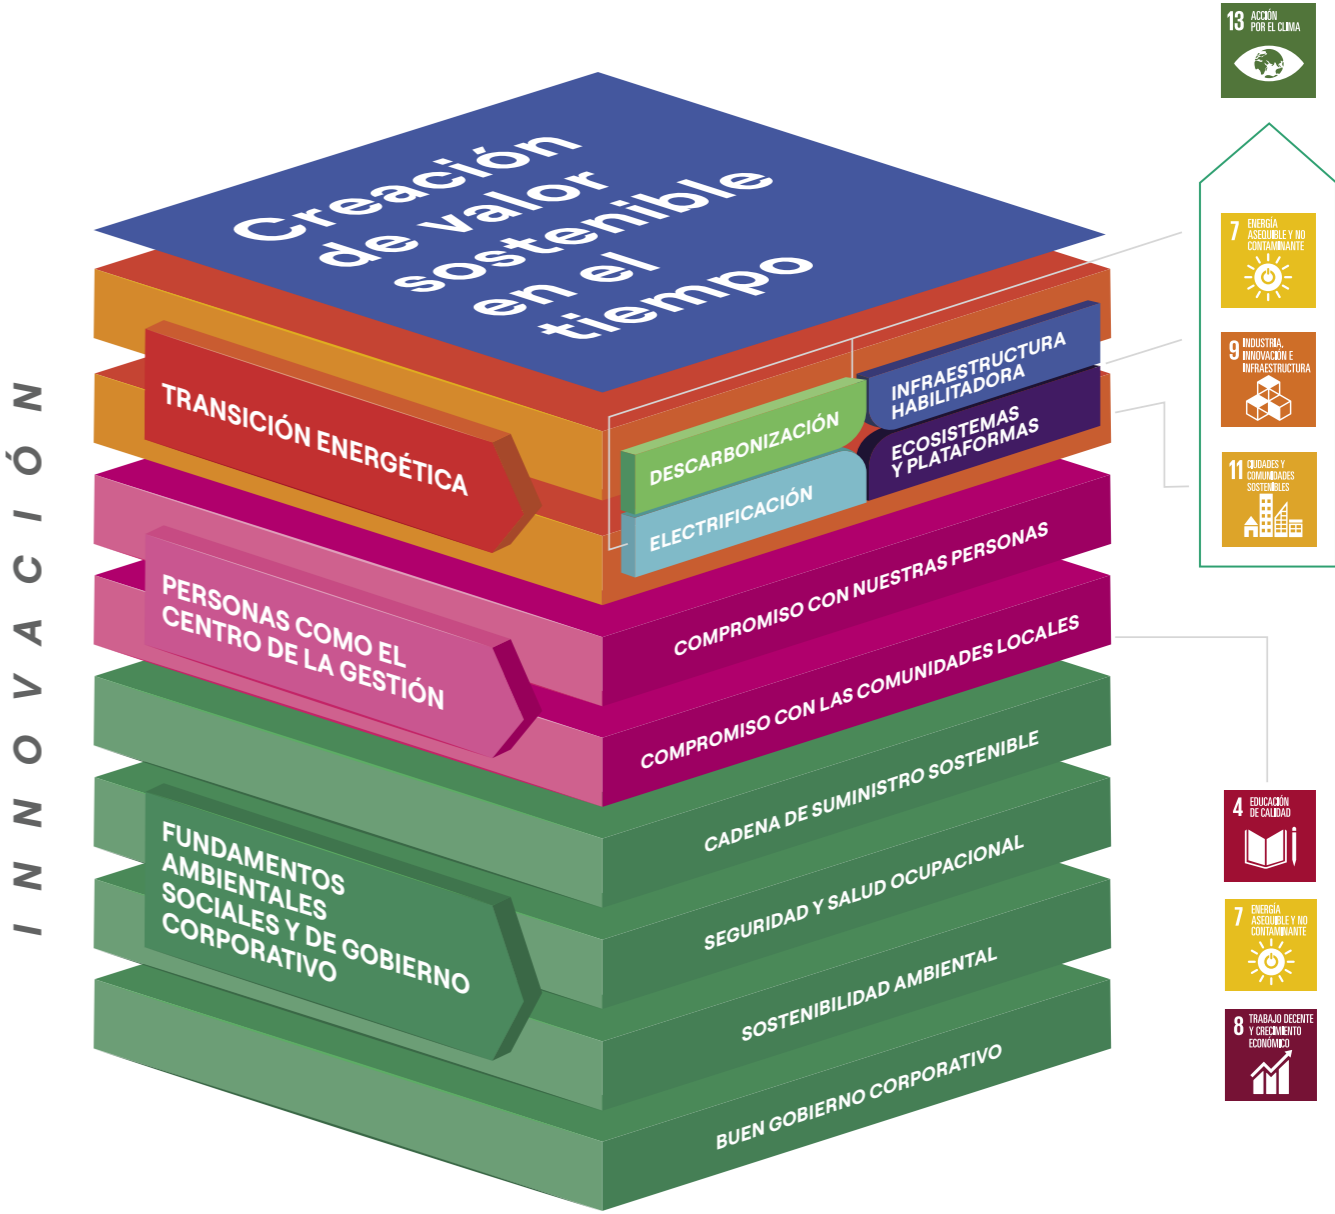 INNOVACIÓN
Creación
de valor
sostenible
en el
tiempo
TRANSICIÓN ENERGÉTICA
DESCARBONIZACIÓN
ELECTRIFICACIÓN
INFRAESTRUCTURA
HABILITADORA
ECOSISTEMAS
Y PLATAFORMAS
PERSONAS COMO EL
CENTRO DE LA GESTIÓN
COMPROMISO CON NUESTRAS PERSONAS
COMPROMISO CON LAS COMUNIDADES LOCALES
FUNDAMENTOS
AMBIENTALES
SOCIALES Y DE GOBIERNO
CORPORATIVO
CADENA DE SUMINISTRO SOSTENIBLE
SEGURIDAD Y SALUD OCUPACIONAL
SOSTENIBILIDAD AMBIENTAL
BUEN GOBIERNO CORPORATIVO
13 ACCIÓN
POR EL CLIMA
7 ENERGÍA
ASEQUIBLE Y NO
CONTAMINANTE
9 INDUSTRIA,
INNOVACIÓN E
INFRAESTRUCTURA
11 CIUDADES Y
COMUNIDADES
SOSTENIBLES
4 EDUCACIÓN
DE CALIDAD
7 ENERGÍA
ASEQUIBLE Y NO
CONTAMINANTE
8 TRABAJO DECENTE
Y CRECIMIENTO
ECONÓMICO